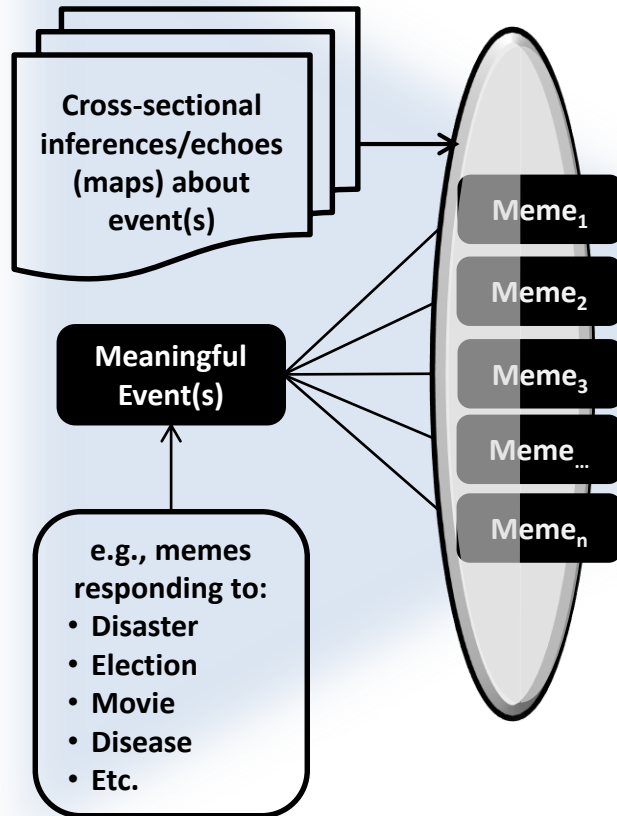 Cross-sectional
inferences/echoes
(maps) about
event(s)
Meme₁
Meme₂
Meme₃
Meme...
Memeₙ
Meaningful
Event(s)
e.g., memes
responding to:
• Disaster
• Election
• Movie
• Disease
• Etc.